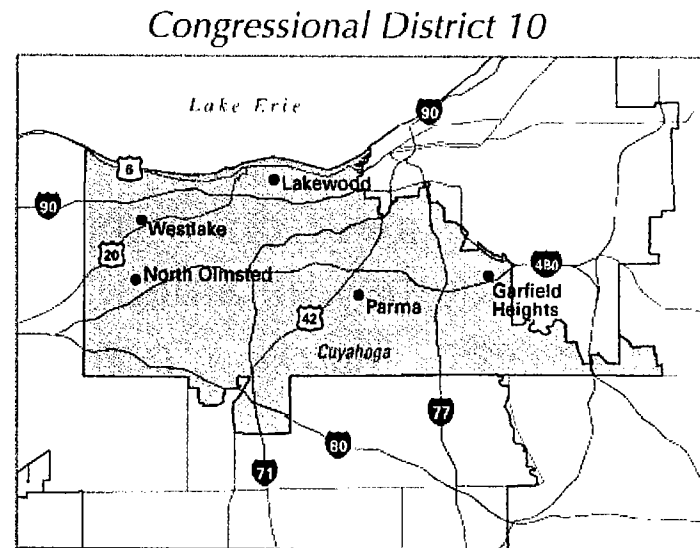 Congressional District 10
Lake Erie
90
6
Lakewood
90
Westlake
20
North Olmsted
480
Garfield
Heights
Parma
42
Cuyahoga
77
80
71